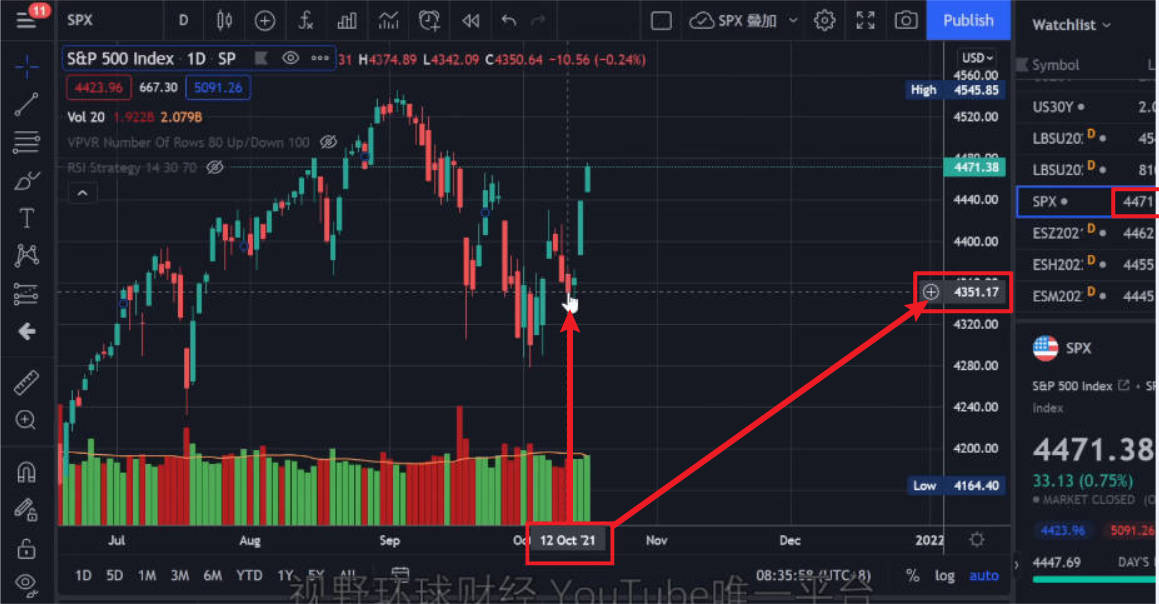 11
SPX
D
SPX 叠加
Publish
Watchlist
S&P 500 Index · 1D · SP
31 H4374.89 L4342.09 C4350.64 −10.56 (−0.24%)
USD
4423.96 667.30 5091.26
Vol 20 1.922B 2.079B
VPVR Number Of Rows 80 Up/Down 100
RSI Strategy 14 30 70
4560.00
High 4545.85
4520.00
4480.00
4471.38
4440.00
4400.00
4351.17
4320.00
4280.00
4240.00
4200.00
Low 4164.40
Jul Aug Sep 12 Oct '21 Nov Dec 2022
1D 5D 1M 3M 6M YTD 1Y 5Y All
08:35:58 (UTC+8) % log auto
视野环球财经 YouTube唯一平台
Symbol L
US30Y 2.0
LBSU202 D 454
LBSU202 D 810
SPX 4471
ESZ202 D 4462
ESH202 D 4455
ESM202 D 4445
SPX
S&P 500 Index
Index
4471.38
33.13 (0.75%)
MARKET CLOSED
4423.96 5091.26
4447.69 DAY'S